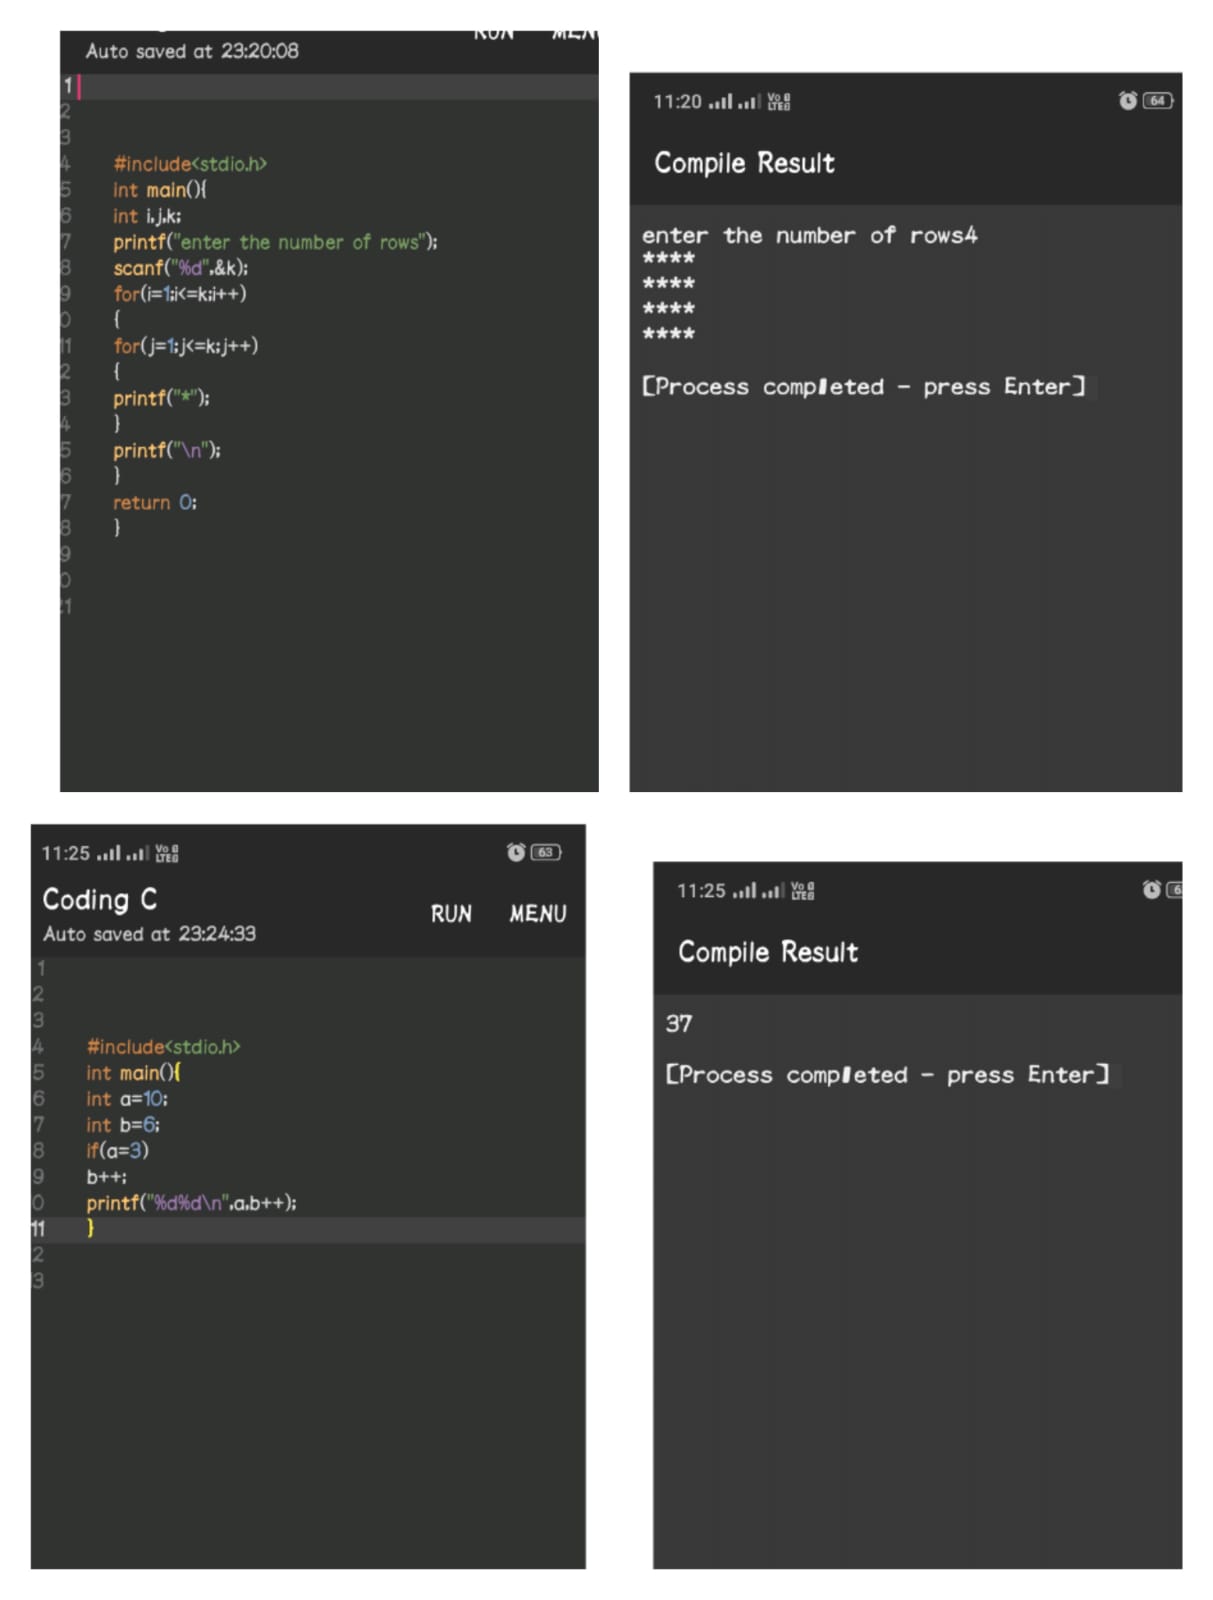 Auto saved at 23:20:08
1
2
3
4 #include<stdio.h>
5 int main(){
6 int i,j,k;
7 printf("enter the number of rows");
8 scanf("%d",&k);
9 for(i=1;i<=k;i++)
0 {
11 for(j=1;j<=k;j++)
2 {
3 printf("*");
4 }
5 printf("\n");
6 }
7 return 0;
8 }
9
0
21
11:20 Vo LTE 64
Compile Result
enter the number of rows4
****
****
****
****
[Process completed - press Enter]
11:25 Vo LTE 63
Coding C
RUN MENU
Auto saved at 23:24:33
1
2
3
4 #include<stdio.h>
5 int main(){
6 int a=10;
7 int b=6;
8 if(a=3)
9 b++;
0 printf("%d%d\n",a,b++);
11 }
2
3
11:25 Vo LTE
Compile Result
37
[Process completed - press Enter]